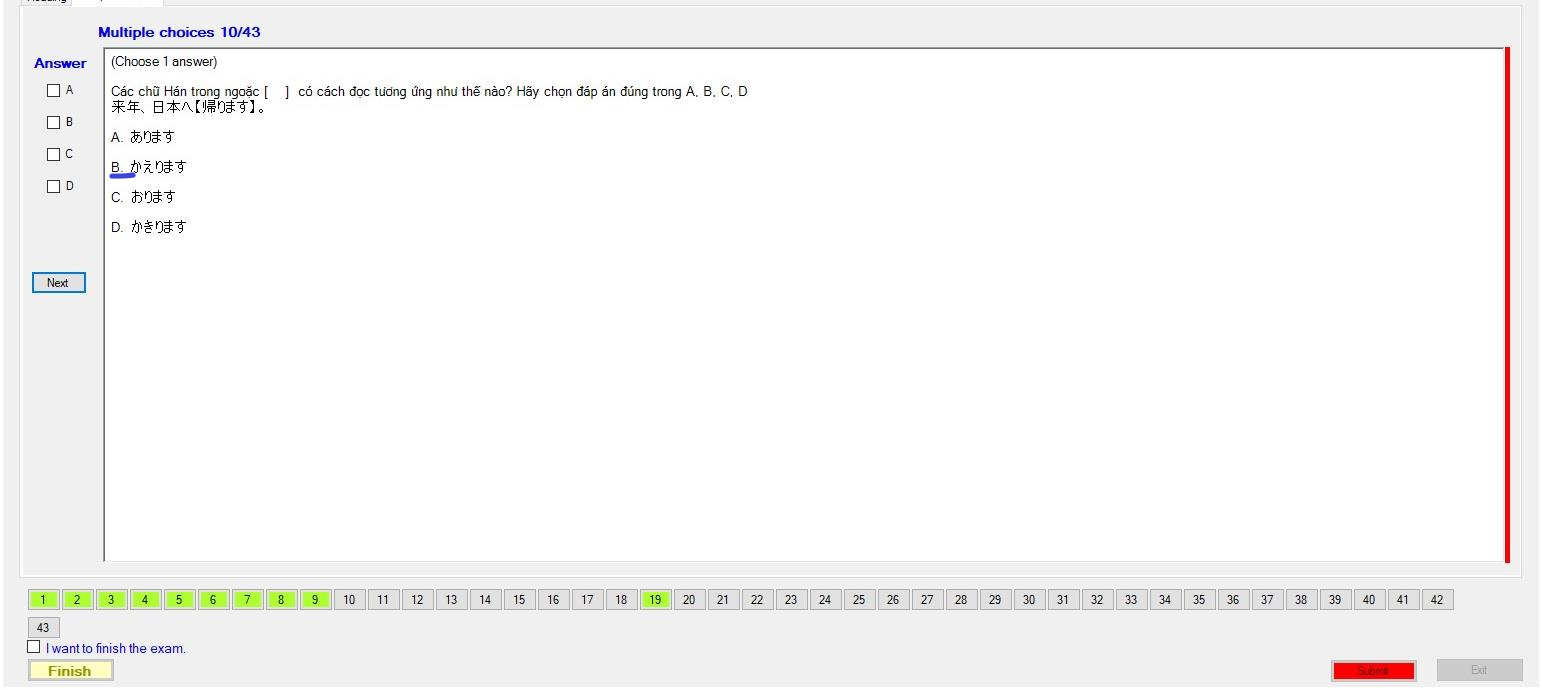 Multiple choices 10/43
Answer
(Choose 1 answer)
A
Các chữ Hán trong ngoặc [ ] có cách đọc tương ứng như thế nào? Hãy chọn đáp án đúng trong A, B, C, D
来年、日本へ【帰ります】。
B
A. あります
C
B. かえります
D
C. おります
D. かきります
Next
1 2 3 4 5 6 7 8 9 10 11 12 13 14 15 16 17 18 19 20 21 22 23 24 25 26 27 28 29 30 31 32 33 34 35 36 37 38 39 40 41 42
43
I want to finish the exam.
Finish
Submit
Exit